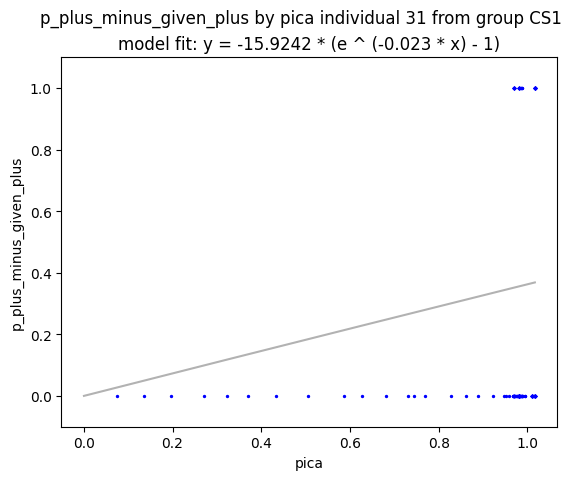 p_plus_minus_given_plus by pica individual 31 from group CS1
model fit: y = -15.9242 * (e ^ (-0.023 * x) - 1)
p_plus_minus_given_plus
1.0
0.8
0.6
0.4
0.2
0.0
0.0 0.2 0.4 0.6 0.8 1.0
pica